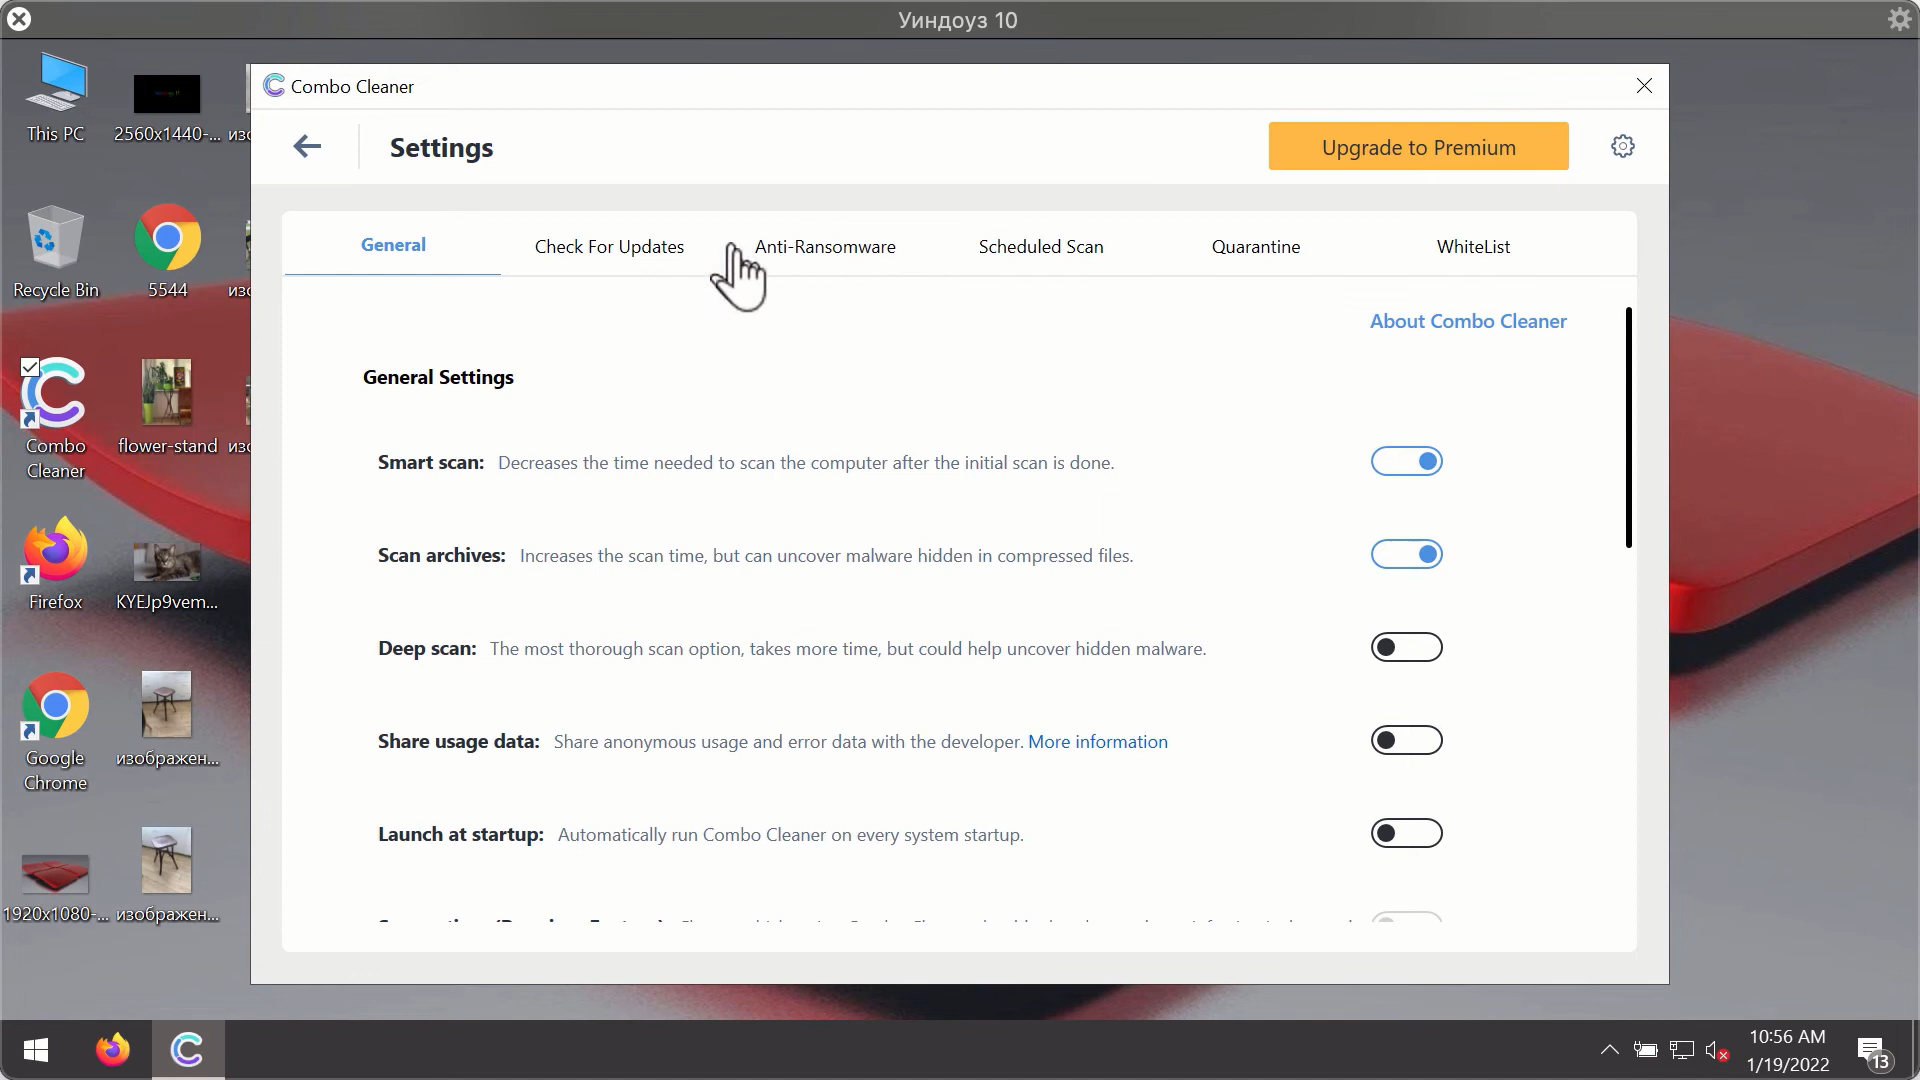 Уиндоуз 10
This PC
2560x1440-...
изо
Recycle Bin
5544
изо
Combo
Cleaner
flower-stand
изо
Firefox
KYEJp9vem...
Google
Chrome
изображен...
1920x1080-...
изображен...
Combo Cleaner
Settings
Upgrade to Premium
General
Check For Updates
Anti-Ransomware
Scheduled Scan
Quarantine
WhiteList
About Combo Cleaner
General Settings
Smart scan: Decreases the time needed to scan the computer after the initial scan is done.
Scan archives: Increases the scan time, but can uncover malware hidden in compressed files.
Deep scan: The most thorough scan option, takes more time, but could help uncover hidden malware.
Share usage data: Share anonymous usage and error data with the developer. More information
Launch at startup: Automatically run Combo Cleaner on every system startup.
10:56 AM
1/19/2022
13